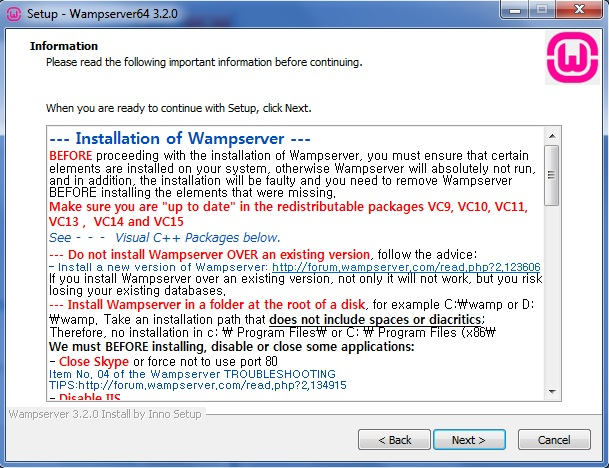 Setup - Wampserver64 3.2.0
Information
Please read the following important information before continuing.
When you are ready to continue with Setup, click Next.
--- Installation of Wampserver ---
BEFORE proceeding with the installation of Wampserver, you must ensure that certain
elements are installed on your system, otherwise Wampserver will absolutely not run,
and in addition, the installation will be faulty and you need to remove Wampserver
BEFORE installing the elements that were missing.
Make sure you are "up to date" in the redistributable packages VC9, VC10, VC11,
VC13 , VC14 and VC15
See - - - Visual C++ Packages below.
--- Do not install Wampserver OVER an existing version, follow the advice:
- Install a new version of Wampserver: http://forum.wampserver.com/read.php?2,123606
If you install Wampserver over an existing version, not only it will not work, but you risk
losing your existing databases.
--- Install Wampserver in a folder at the root of a disk, for example C:₩wamp or D:
₩wamp. Take an installation path that does not include spaces or diacritics;
Therefore, no installation in c: ₩ Program Files₩ or C: ₩ Program Files (x86₩
We must BEFORE installing, disable or close some applications:
- Close Skype or force not to use port 80
Item No. 04 of the Wampserver TROUBLESHOOTING
TIPS:http://forum.wampserver.com/read.php?2,134915
- Disable IIS
Wampserver 3.2.0 Install by Inno Setup
< Back
Next >
Cancel